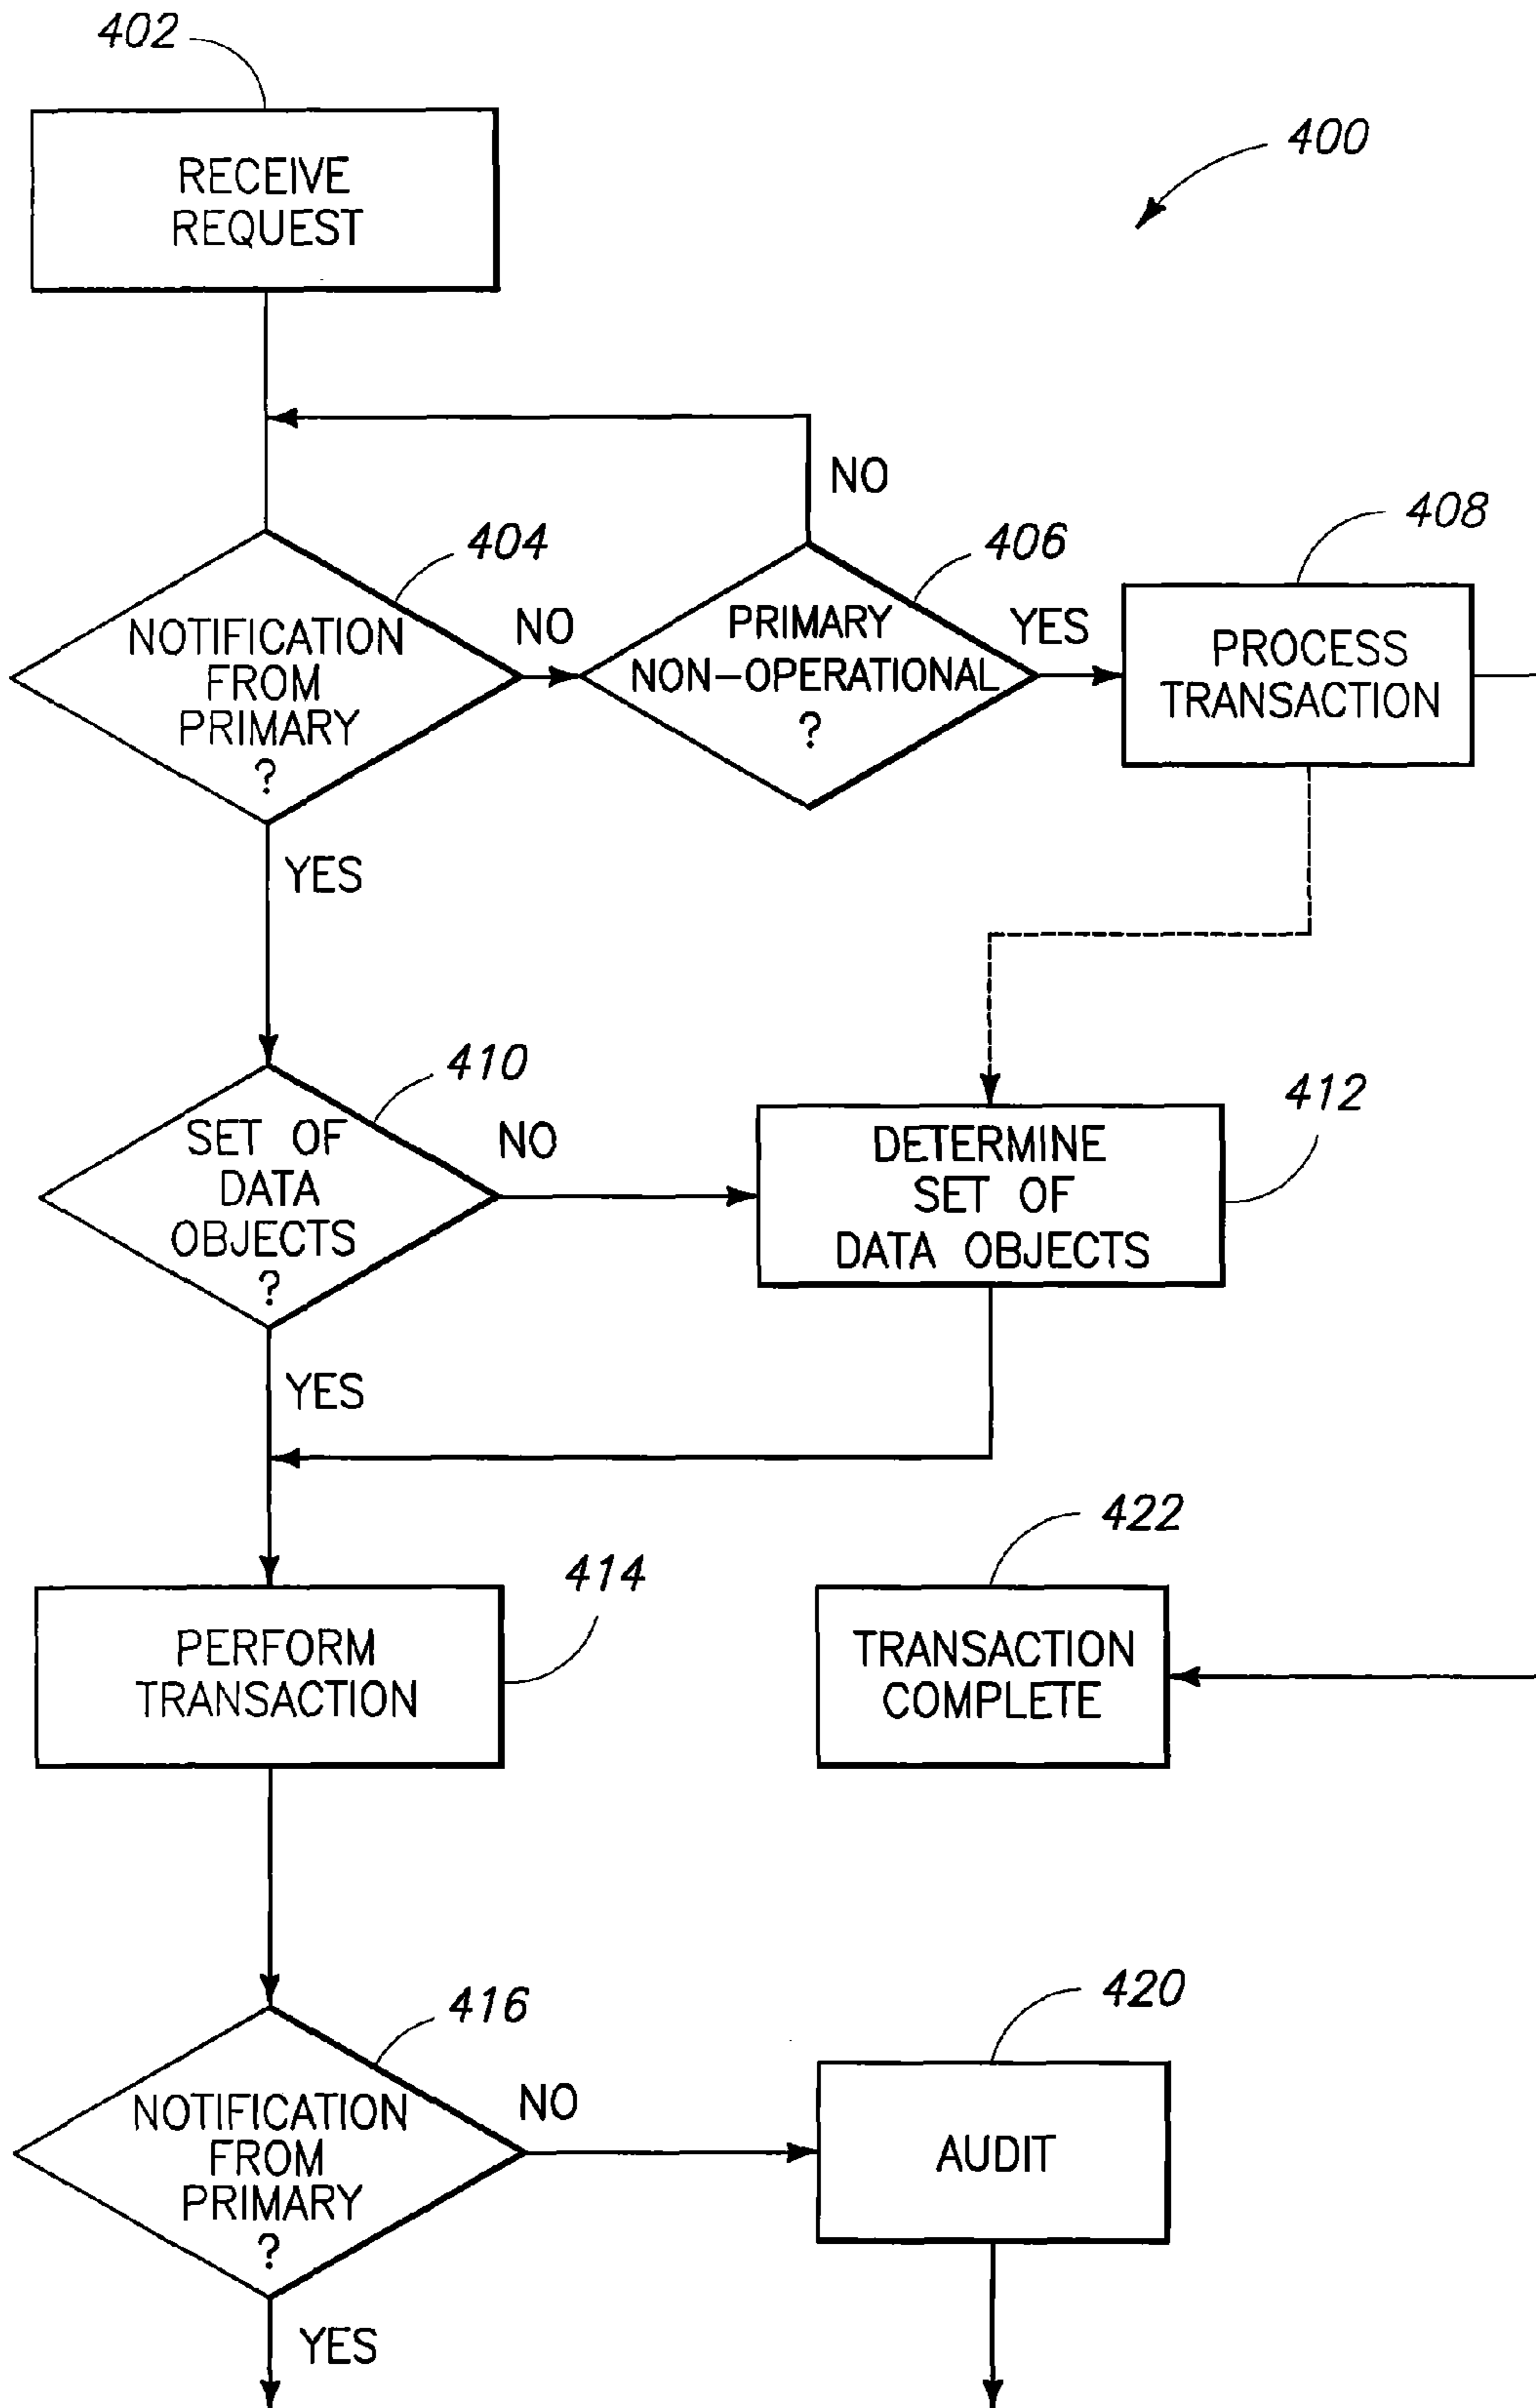 402
RECEIVE
REQUEST
400
NO
404
406
408
NOTIFICATION
FROM
PRIMARY
?
NO
PRIMARY
NON-OPERATIONAL
?
YES
PROCESS
TRANSACTION
YES
410
SET OF
DATA
OBJECTS
?
NO
412
DETERMINE
SET OF
DATA OBJECTS
YES
414
PERFORM
TRANSACTION
422
TRANSACTION
COMPLETE
416
NOTIFICATION
FROM
PRIMARY
?
NO
420
AUDIT
YES